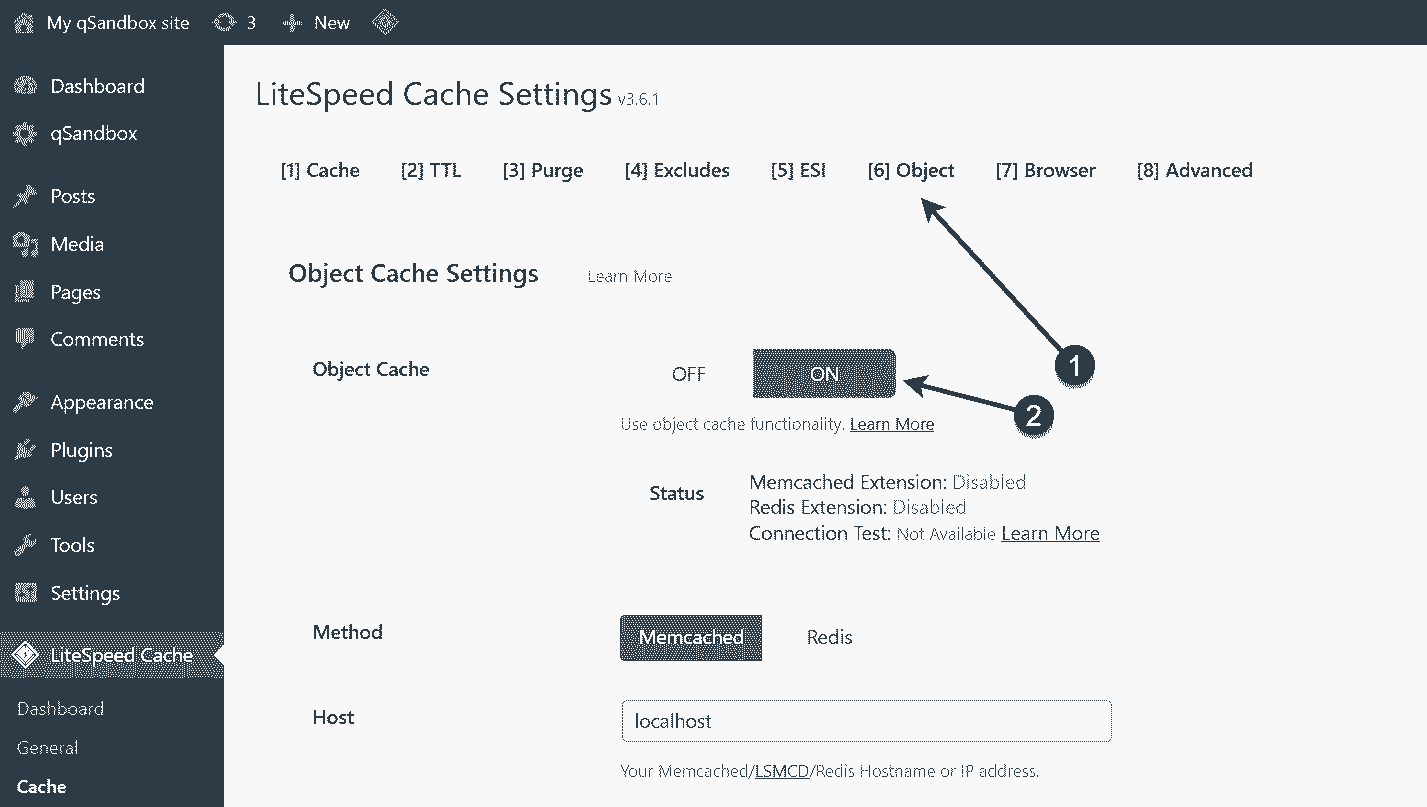 My qSandbox site 3 New
Dashboard
qSandbox
Posts
Media
Pages
Comments
Appearance
Plugins
Users
Tools
Settings
LiteSpeed Cache
Dashboard
General
Cache
LiteSpeed Cache Settings v3.6.1
[1] Cache [2] TTL [3] Purge [4] Excludes [5] ESI [6] Object [7] Browser [8] Advanced
Object Cache Settings Learn More
1
Object Cache OFF ON
2
Use object cache functionality. Learn More
Status Memcached Extension: Disabled
Redis Extension: Disabled
Connection Test: Not Available Learn More
Method Memcached Redis
Host localhost
Your Memcached/LSMCD/Redis Hostname or IP address.